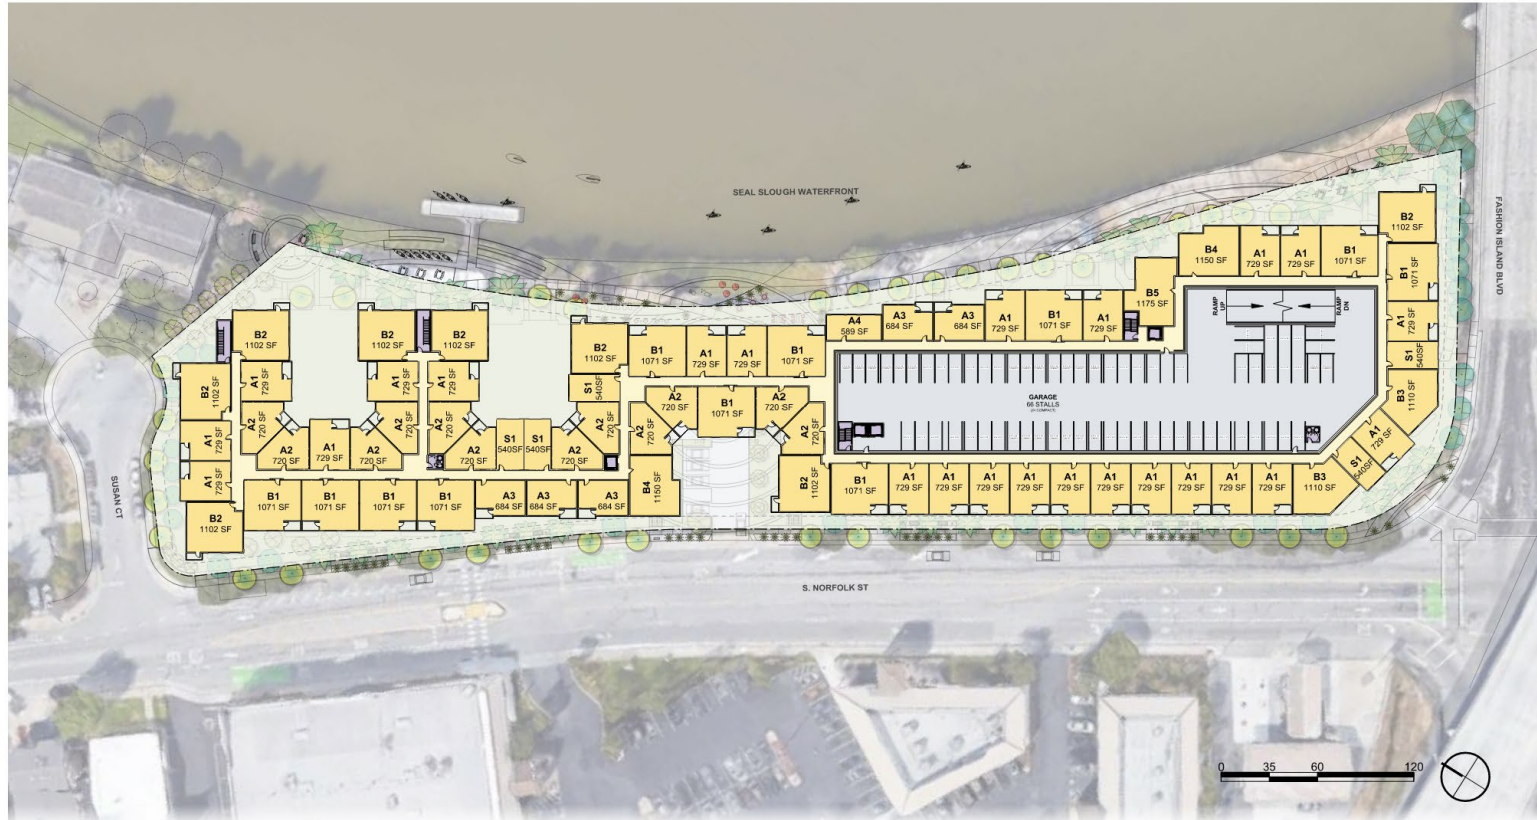 SEAL SLOUGH WATERFRONT
FASHION ISLAND BLVD
SUSAN CT
S. NORFOLK ST
B2
1102 SF
B4
1150 SF
A1
729 SF
A1
729 SF
B1
1071 SF
B1
1071 SF
A1
729 SF
S1
540SF
B3
1110 SF
A1
729 SF
S1
540SF
B3
1110 SF
B5
1175 SF
A4
589 SF
A3
684 SF
A3
684 SF
A1
729 SF
B1
1071 SF
A1
729 SF
RAMP
UP
RAMP
DN
GARAGE
66 STALLS
B2
1102 SF
B2
1102 SF
B2
1102 SF
B2
1102 SF
B1
1071 SF
A1
729 SF
A1
729 SF
B1
1071 SF
B2
1102 SF
A1
729 SF
A1
729 SF
A1
729 SF
S1
540SF
A2
720 SF
B1
1071 SF
A2
720 SF
A2
720 SF
A2
720 SF
A2
720 SF
A2
720 SF
A2
720 SF
A2
720 SF
A1
729 SF
A2
720 SF
A2
720 SF
S1
540SF
S1
540SF
A2
720 SF
A2
720 SF
A1
729 SF
A1
729 SF
B2
1102 SF
B1
1071 SF
B1
1071 SF
B1
1071 SF
B1
1071 SF
A3
684 SF
A3
684 SF
A3
684 SF
B4
1150 SF
B2
1102 SF
B1
1071 SF
A1
729 SF
A1
729 SF
A1
729 SF
A1
729 SF
A1
729 SF
A1
729 SF
A1
729 SF
A1
729 SF
A1
729 SF
A1
729 SF
0 35 60 120